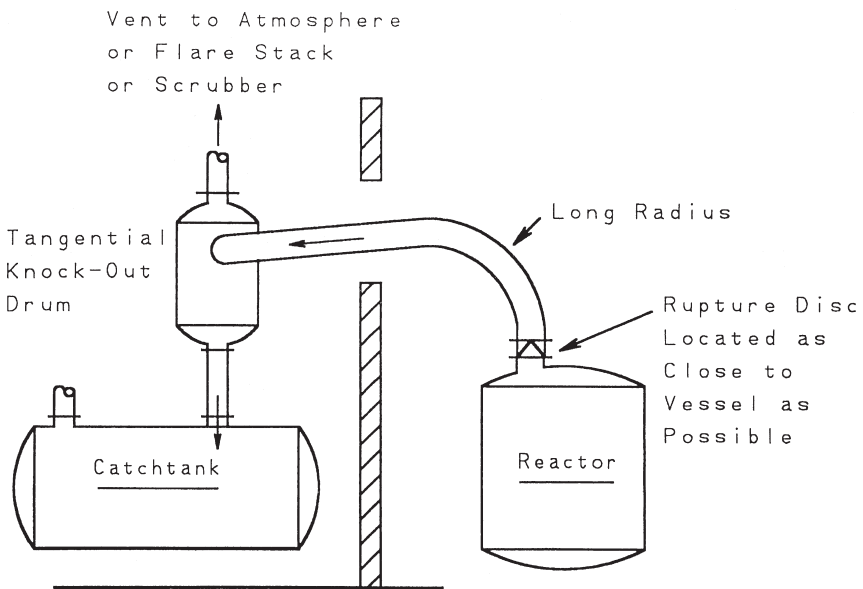 Vent to Atmosphere
or Flare Stack
or Scrubber
Long Radius
Tangential
Knock-Out
Drum
Rupture Disc
Located as
Close to
Vessel as
Possible
Catchtank
Reactor